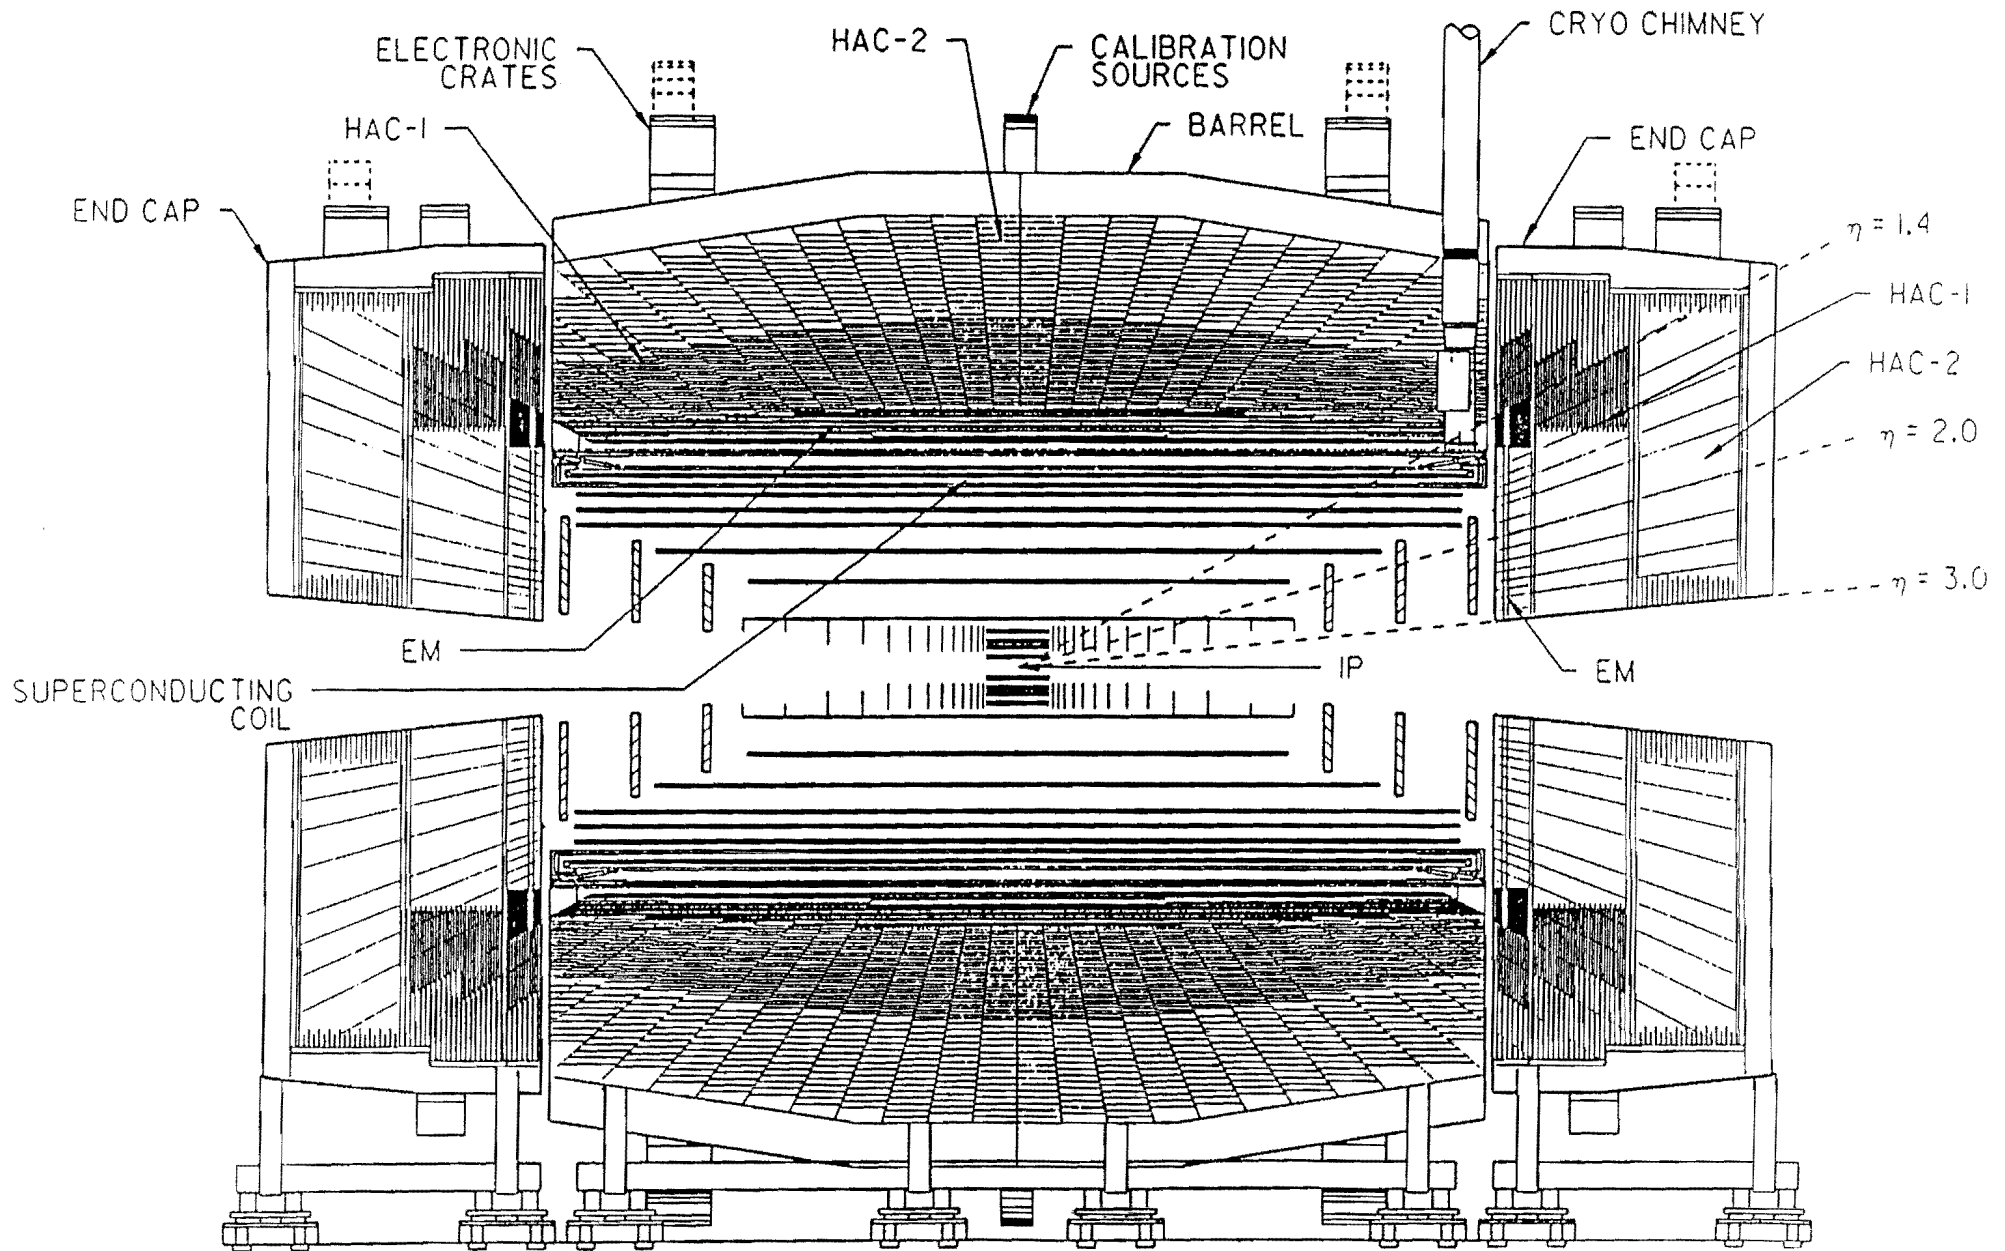 CRYO CHIMNEY
ELECTRONIC
CRATES
HAC-2
CALIBRATION
SOURCES
HAC-1
BARREL
END CAP
END CAP
η = 1.4
HAC-1
HAC-2
η = 2.0
η = 3.0
EM
IP
EM
SUPERCONDUCTING
COIL